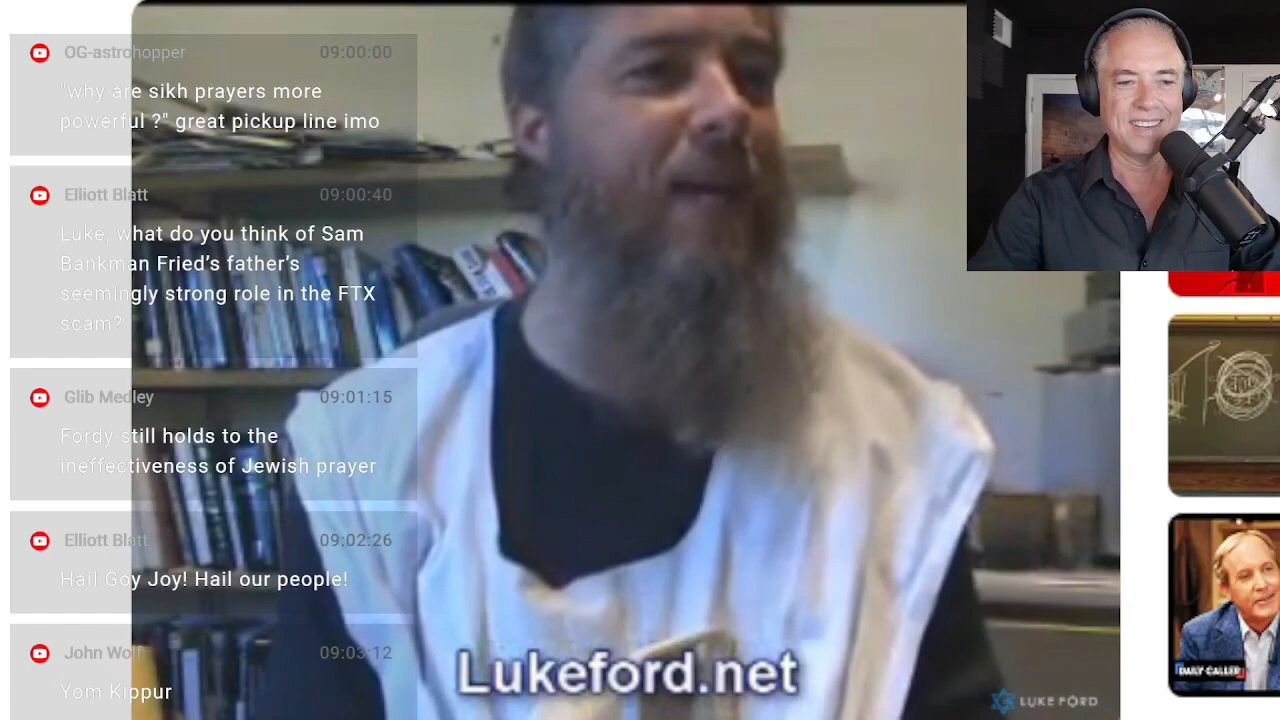 OG-astrohopper 09:00:00
"why are sikh prayers more
powerful ?" great pickup line imo
Elliott Blatt 09:00:40
Luke, what do you think of Sam
Bankman Fried's father's
seemingly strong role in the FTX
scam?
Glib Medley 09:01:15
Fordy still holds to the
ineffectiveness of Jewish prayer
Elliott Blatt 09:02:26
Hail Goy Joy! Hail our people!
John Wolf 09:03:12
Yom Kippur
Lukeford.net
LUKE FORD
DAILY CALLER